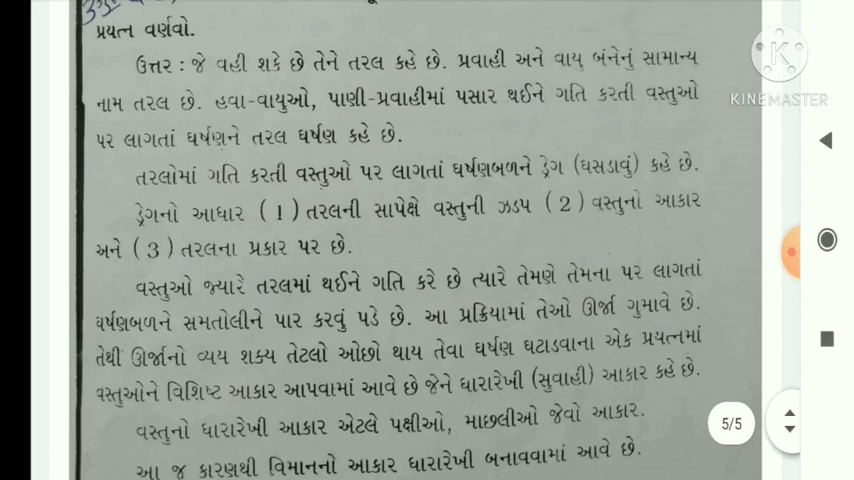 પ્રયત્ન વર્ણવો.
ઉત્તર : જે વહી શકે છે તેને તરલ કહે છે. પ્રવાહી અને વાયુ બંનેનું સામાન્ય
નામ તરલ છે. હવા-વાયુઓ, પાણી-પ્રવાહીમાં પસાર થઈને ગતિ કરતી વસ્તુઓ
પર લાગતાં ઘર્ષણને તરલ ઘર્ષણ કહે છે.
તરલોમાં ગતિ કરતી વસ્તુઓ પર લાગતાં ઘર્ષણબળને ડ્રેગ (ઘસડાવું) કહે છે.
ડ્રેગનો આધાર (1) તરલની સાપેક્ષે વસ્તુની ઝડપ (2) વસ્તુનો આકાર
અને (3) તરલના પ્રકાર પર છે.
વસ્તુઓ જ્યારે તરલમાં થઈને ગતિ કરે છે ત્યારે તેમણે તેમના પર લાગતાં
ઘર્ષણબળને સમતોલીને પાર કરવું પડે છે. આ પ્રક્રિયામાં તેઓ ઊર્જા ગુમાવે છે.
તેથી ઊર્જાનો વ્યય શક્ય તેટલો ઓછો થાય તેવા ઘર્ષણ ઘટાડવાના એક પ્રયત્નમાં
વસ્તુઓને વિશિષ્ટ આકાર આપવામાં આવે છે જેને ધારારેખી (સુવાહી) આકાર કહે છે.
વસ્તુનો ધારારેખી આકાર એટલે પક્ષીઓ, માછલીઓ જેવો આકાર.
આ જ કારણથી વિમાનનો આકાર ધારારેખી બનાવવામાં આવે છે.
K
KINEMASTER
5/5